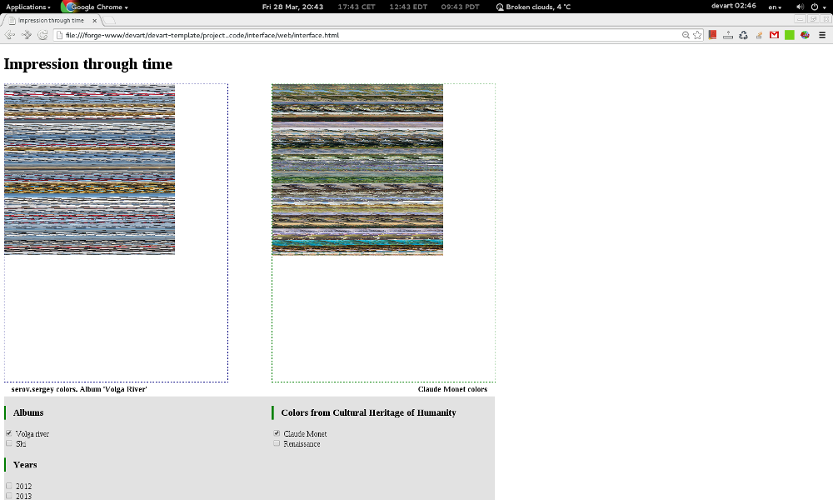 Applications Google Chrome Fri 28 Mar, 20:43 17:43 CET 12:43 EDT 09:43 PDT Broken clouds, 4 °C devart 02:46 en
Impression through time
file:///forge-www/devart/devart-template/project_code/interface/web/interface.html
Impression through time
serov.sergey colors. Album 'Volga River' Claude Monet colors
Albums
Volga river
Ski
Years
2012
2013
Colors from Cultural Heritage of Humanity
Claude Monet
Renaissance